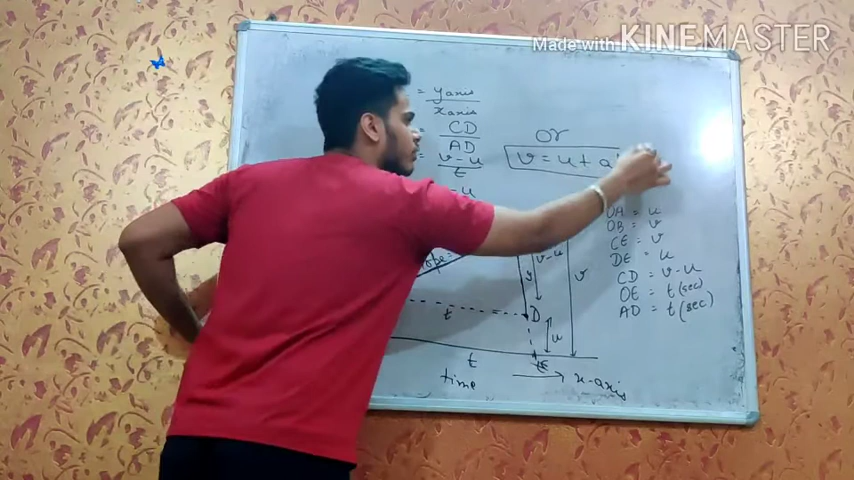 Made with KINEMASTER
= y axis
x axis
= CD
AD
= v-u
t
-u
or
v = u + a
OA = u
OB = v
CE = v
DE = u
CD = v-u
OE = t (sec)
AD = t (sec)
ope =
v
v-u
v
t
D
u
t
E
time
x-axis